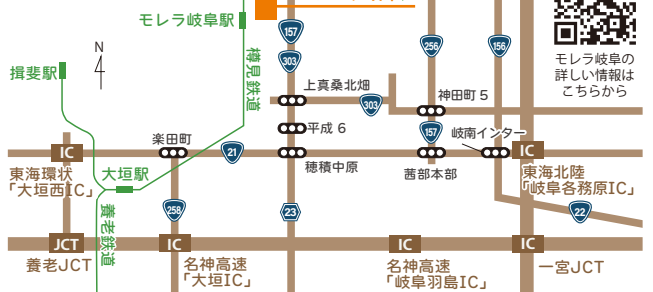 モレラ岐阜駅
157
256
156
モレラ岐阜の
詳しい情報は
こちらから
N
揖斐駅
303
樽見鉄道
上真桑北畑
303
神田町5
平成6
157
岐南インター
楽田町
IC
21
穂積中原
茜部本部
IC
東海環状
「大垣西IC」
大垣駅
東海北陸
「岐阜各務原IC」
養老鉄道
258
23
22
JCT
IC
IC
IC
養老JCT
名神高速
「大垣IC」
名神高速
「岐阜羽島IC」
一宮JCT